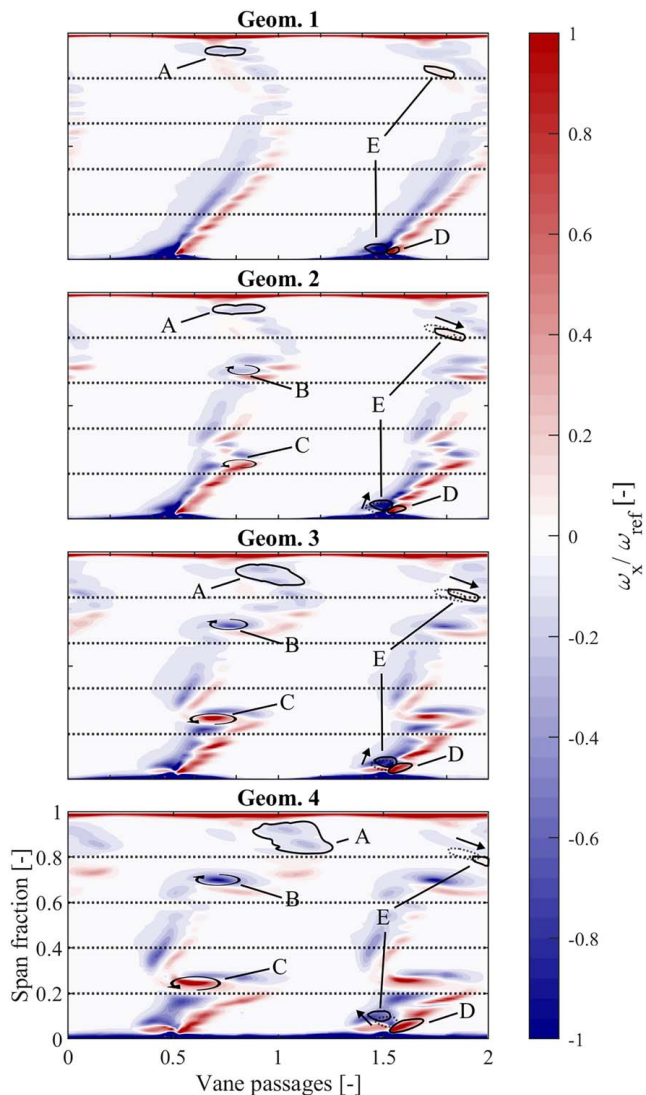 Geom. 1
A
E
D
Geom. 2
A
B
E
C
D
Geom. 3
A
B
E
C
D
Geom. 4
1
0.8
0.6
0.4
0.2
0
Span fraction [-]
A
B
E
C
D
0
0.5
1
1.5
2
Vane passages [-]
1
0.8
0.6
0.4
0.2
0
-0.2
-0.4
-0.6
-0.8
-1
ω_x / ω_ref [-]